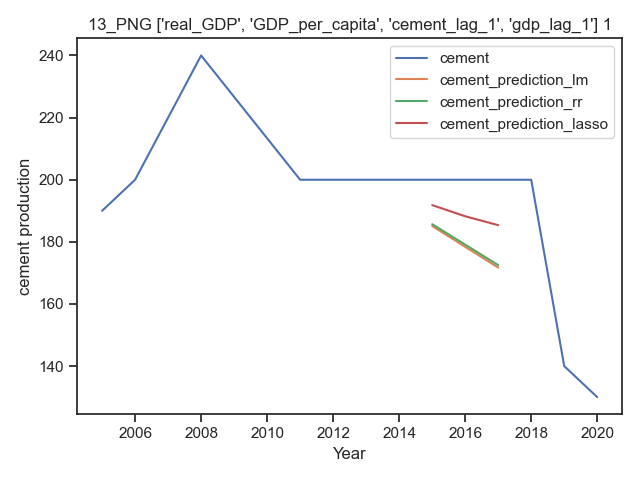 13_PNG ['real_GDP', 'GDP_per_capita', 'cement_lag_1', 'gdp_lag_1'] 1
cement
cement_prediction_lm
cement_prediction_rr
cement_prediction_lasso
cement production
240
220
200
180
160
140
2006 2008 2010 2012 2014 2016 2018 2020
Year